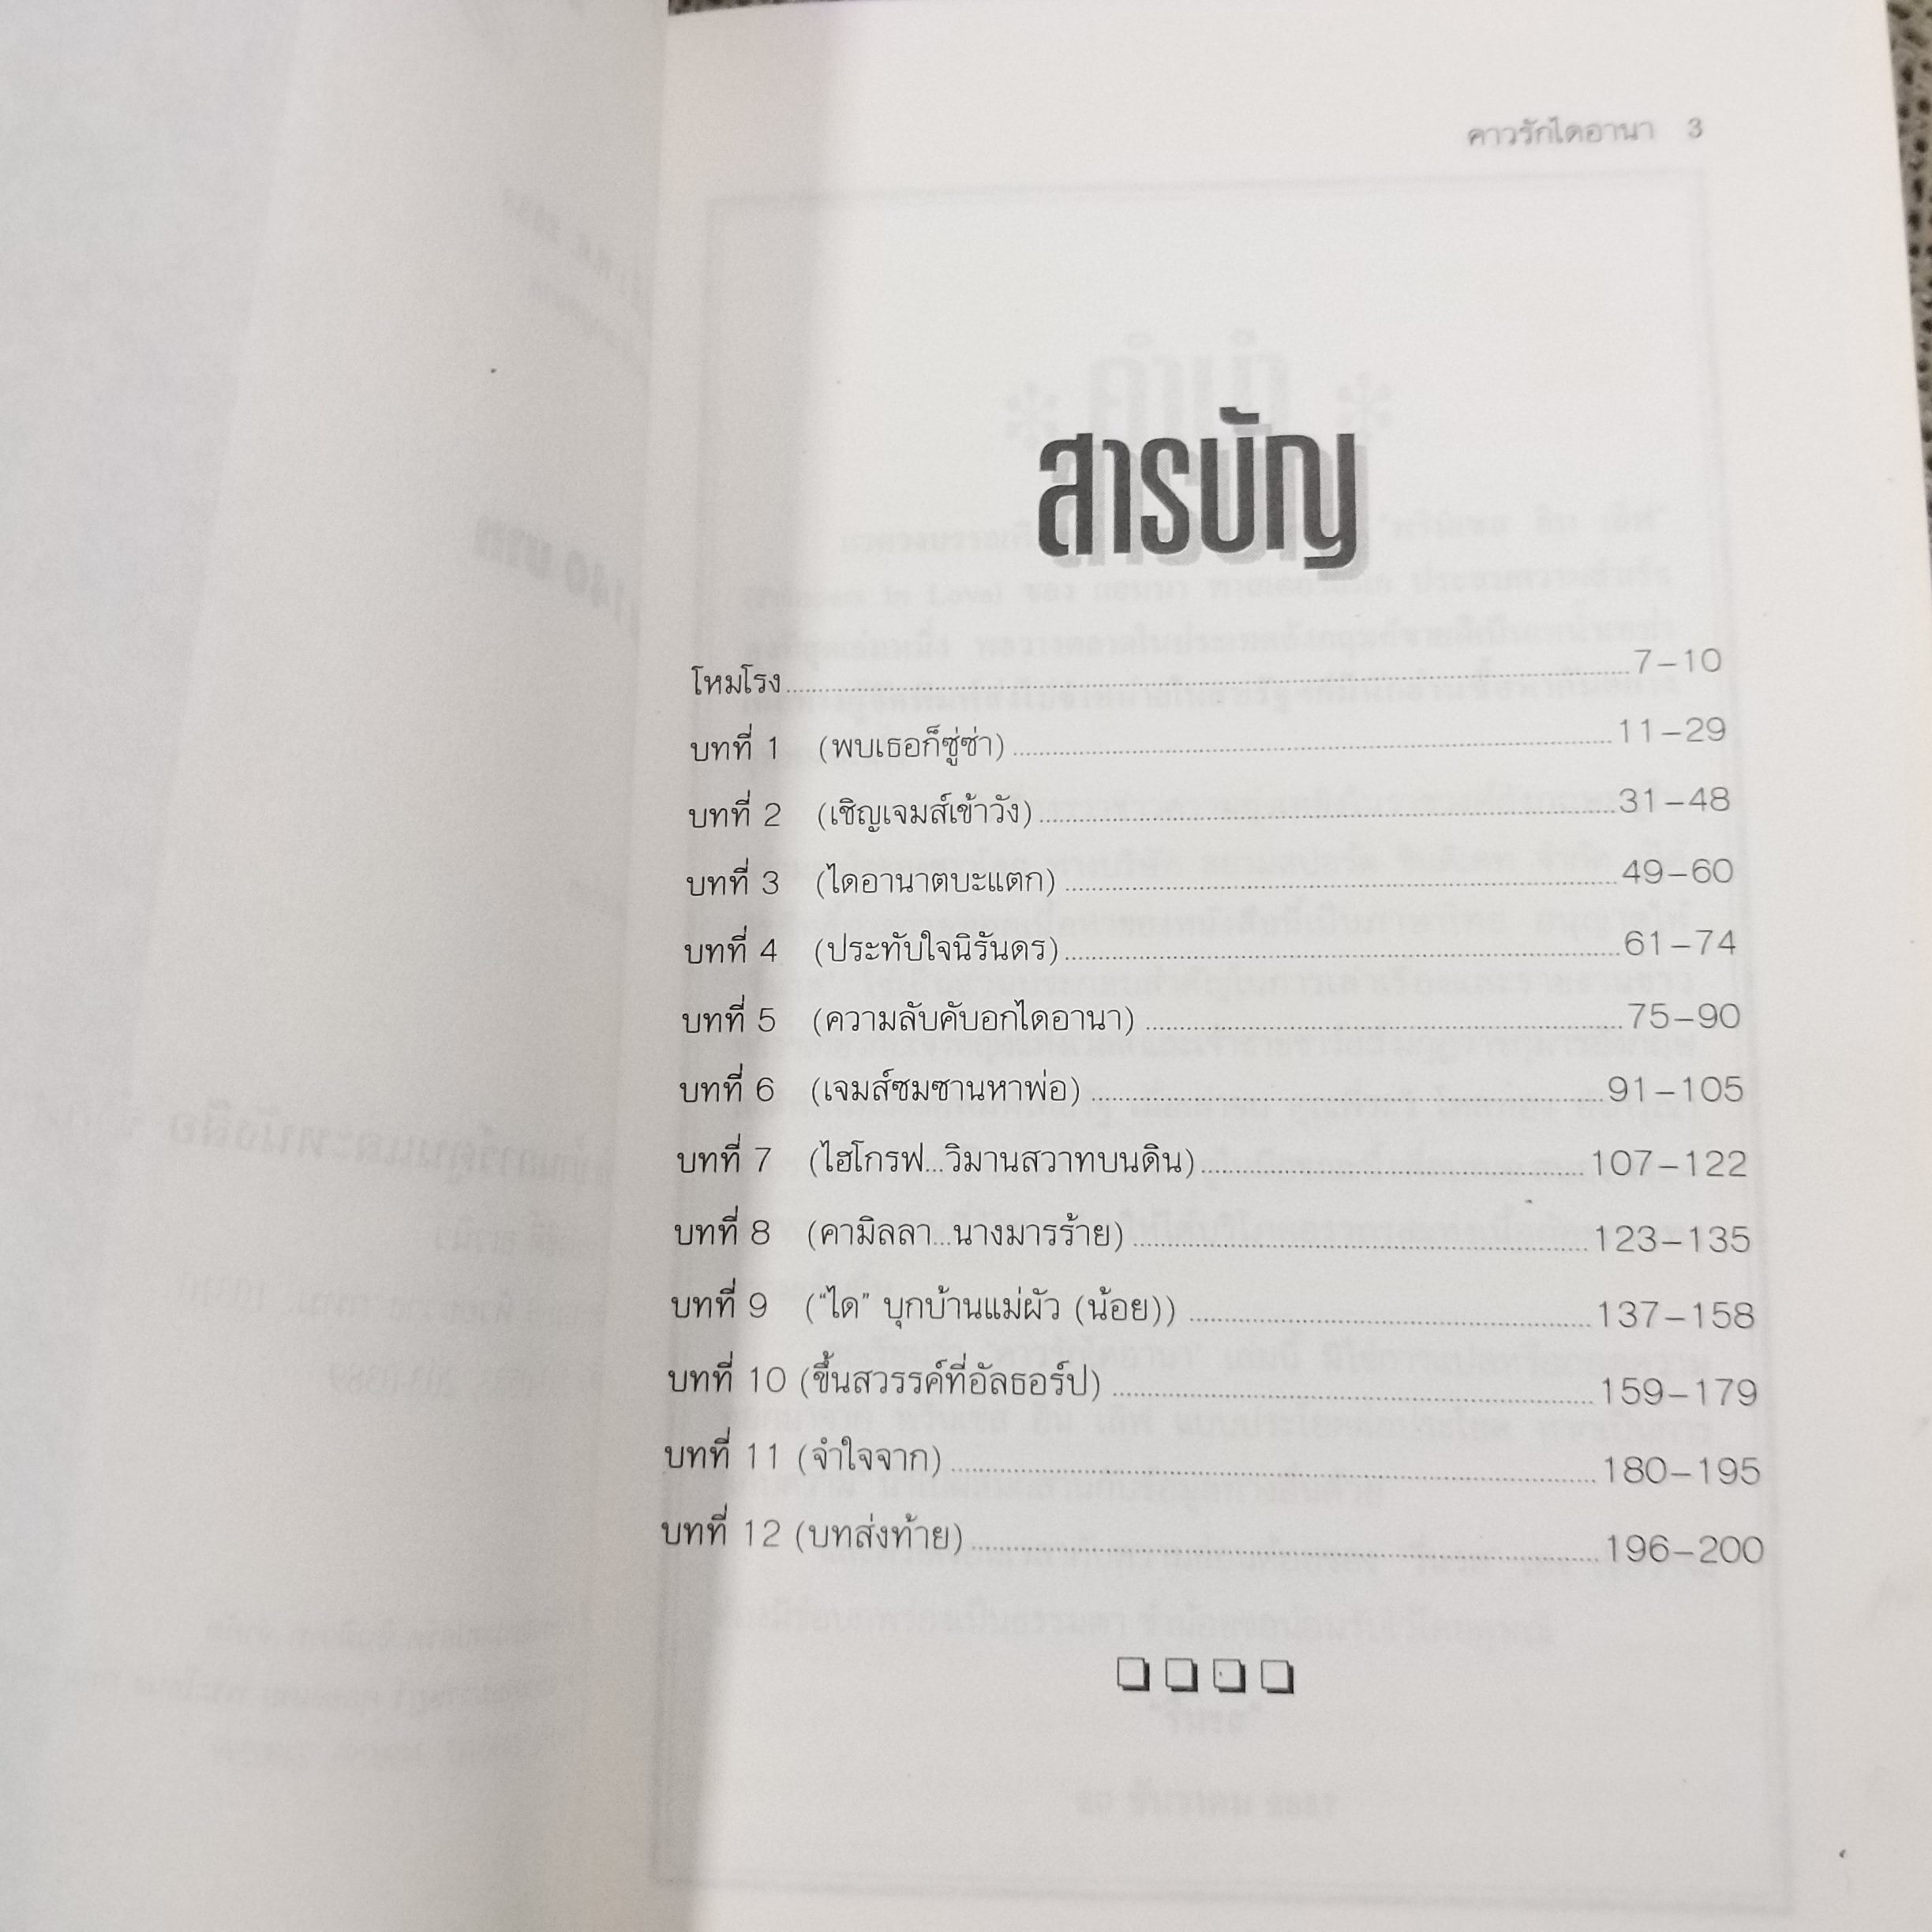 คาวรักไดอานา 3
สารบัญ
โหมโรง 7–10
บทที่ 1 (พบเธอก็ซู่ซ่า) 11–29
บทที่ 2 (เชิญเจมส์เข้าวัง) 31–48
บทที่ 3 (ไดอานาตบะแตก) 49–60
บทที่ 4 (ประทับใจนิรันดร) 61–74
บทที่ 5 (ความลับคับอกไดอานา) 75–90
บทที่ 6 (เจมส์ซมซานหาพ่อ) 91–105
บทที่ 7 (ไฮโกรฟ...วิมานสวาทบนดิน) 107–122
บทที่ 8 (คามิลลา...นางมารร้าย) 123–135
บทที่ 9 (“ได” บุกบ้านแม่ผัว (น้อย)) 137–158
บทที่ 10 (ขึ้นสวรรค์ที่อัลธอร์ป) 159–179
บทที่ 11 (จำใจจาก) 180–195
บทที่ 12 (บทส่งท้าย) 196–200